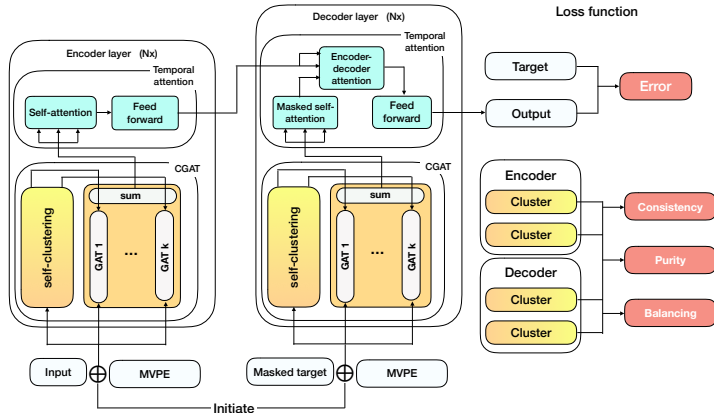 Encoder layer (Nx)
Temporal
attention
Self-attention
Feed
forward
CGAT
self-clustering
sum
GAT 1
...
GAT k
Input
MVPE
Decoder layer (Nx)
Temporal
attention
Encoder-
decoder
attention
Masked self-
attention
Feed
forward
CGAT
self-clustering
sum
GAT 1
...
GAT k
Masked target
MVPE
Initiate
Loss function
Target
Output
Error
Encoder
Cluster
Cluster
Decoder
Cluster
Cluster
Consistency
Purity
Balancing